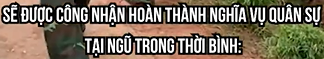 SẼ ĐƯỢC CÔNG NHẬN HOÀN THÀNH NGHĨA VỤ QUÂN SỰ
TẠI NGŨ TRONG THỜI BÌNH: